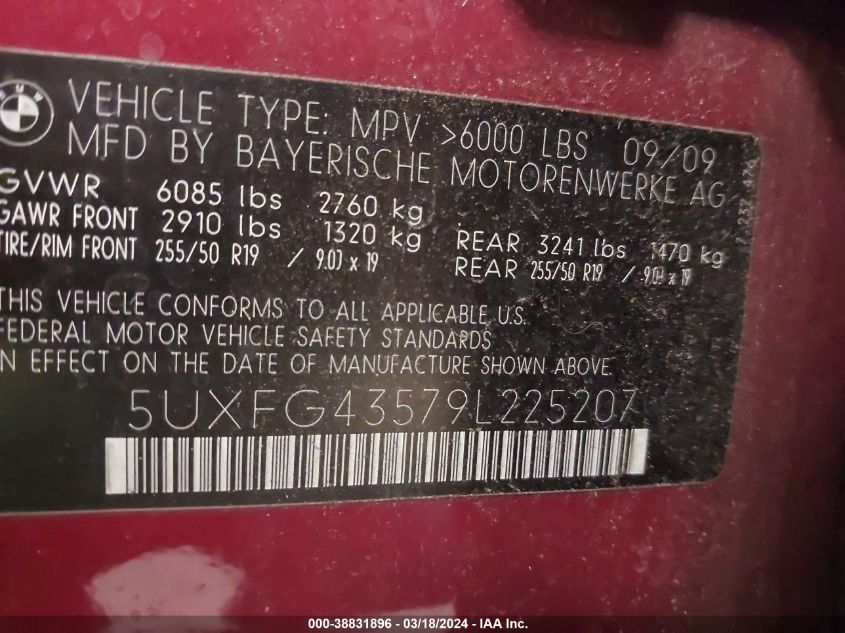 BMW
VEHICLE TYPE: MPV >6000 LBS 09/09
MFD BY BAYERISCHE MOTORENWERKE AG
GVWR 6085 lbs 2760 kg
GAWR FRONT 2910 lbs 1320 kg REAR 3241 lbs 1470 kg
TIRE/RIM FRONT 255/50 R19 / 9.0J x 19 REAR 255/50 R19 / 9.0J x 19
THIS VEHICLE CONFORMS TO ALL APPLICABLE U.S.
FEDERAL MOTOR VEHICLE SAFETY STANDARDS
IN EFFECT ON THE DATE OF MANUFACTURE SHOWN ABOVE.
5UXFG43579L225207
000-38831896 - 03/18/2024 - IAA Inc.